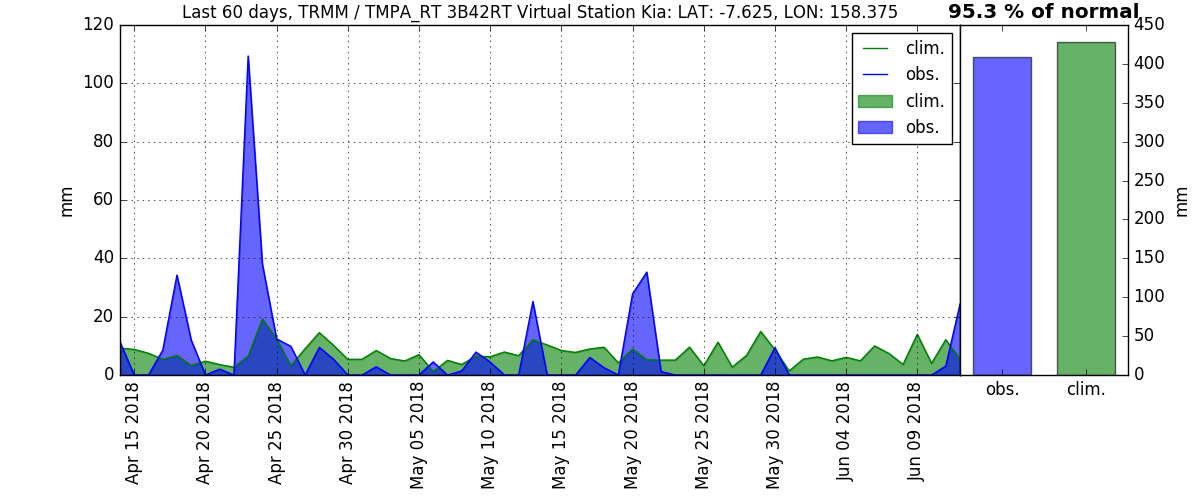 Last 60 days, TRMM / TMPA_RT 3B42RT Virtual Station Kia: LAT: -7.625, LON: 158.375
95.3 % of normal
120
100
80
60
40
20
0
mm
clim.
obs.
clim.
obs.
450
400
350
300
250
200
150
100
50
0
mm
Apr 15 2018
Apr 20 2018
Apr 25 2018
Apr 30 2018
May 05 2018
May 10 2018
May 15 2018
May 20 2018
May 25 2018
May 30 2018
Jun 04 2018
Jun 09 2018
obs.
clim.